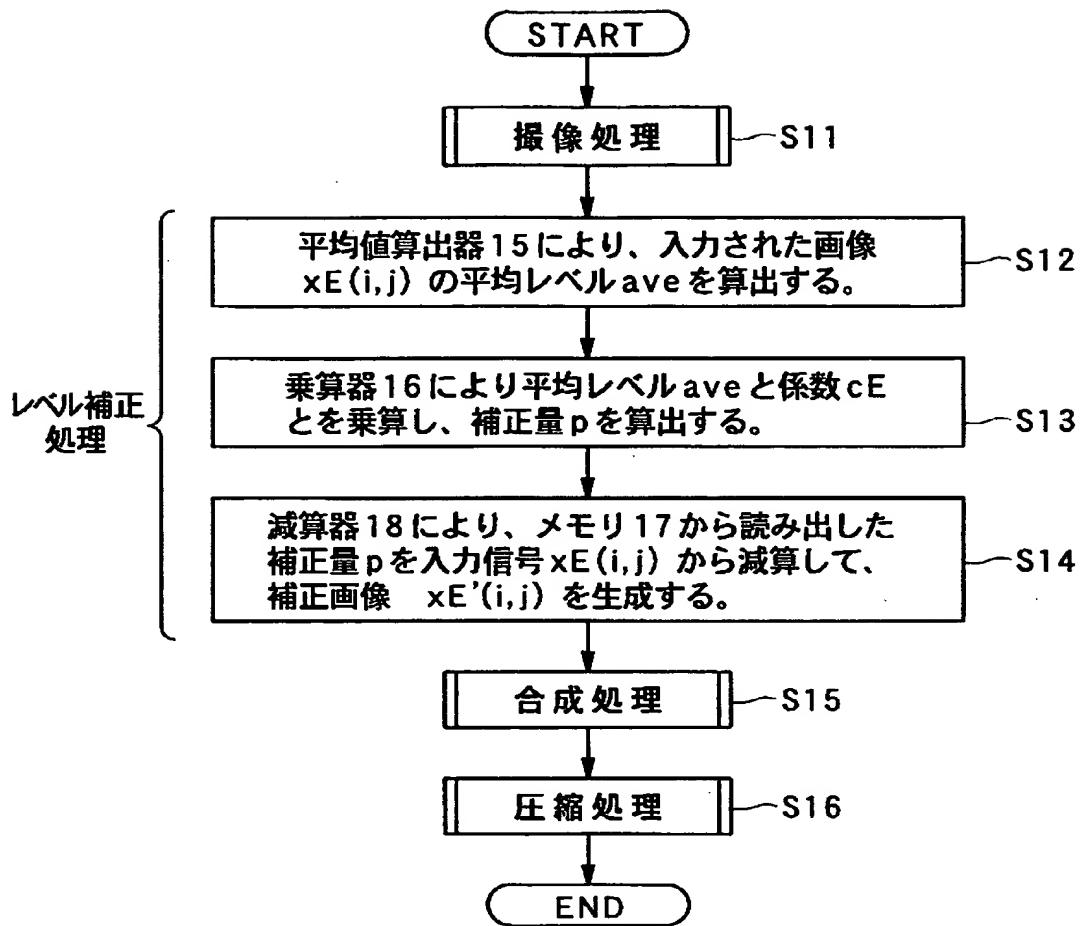 START
撮像処理
S11
平均値算出器15により、入力された画像
xE(i,j) の平均レベルaveを算出する。
S12
レベル補正
処理
乗算器16により平均レベルaveと係数cE
とを乗算し、補正量pを算出する。
S13
減算器18により、メモリ17から読み出した
補正量pを入力信号xE(i,j) から減算して、
補正画像 xE'(i,j) を生成する。
S14
合成処理
S15
圧縮処理
S16
END